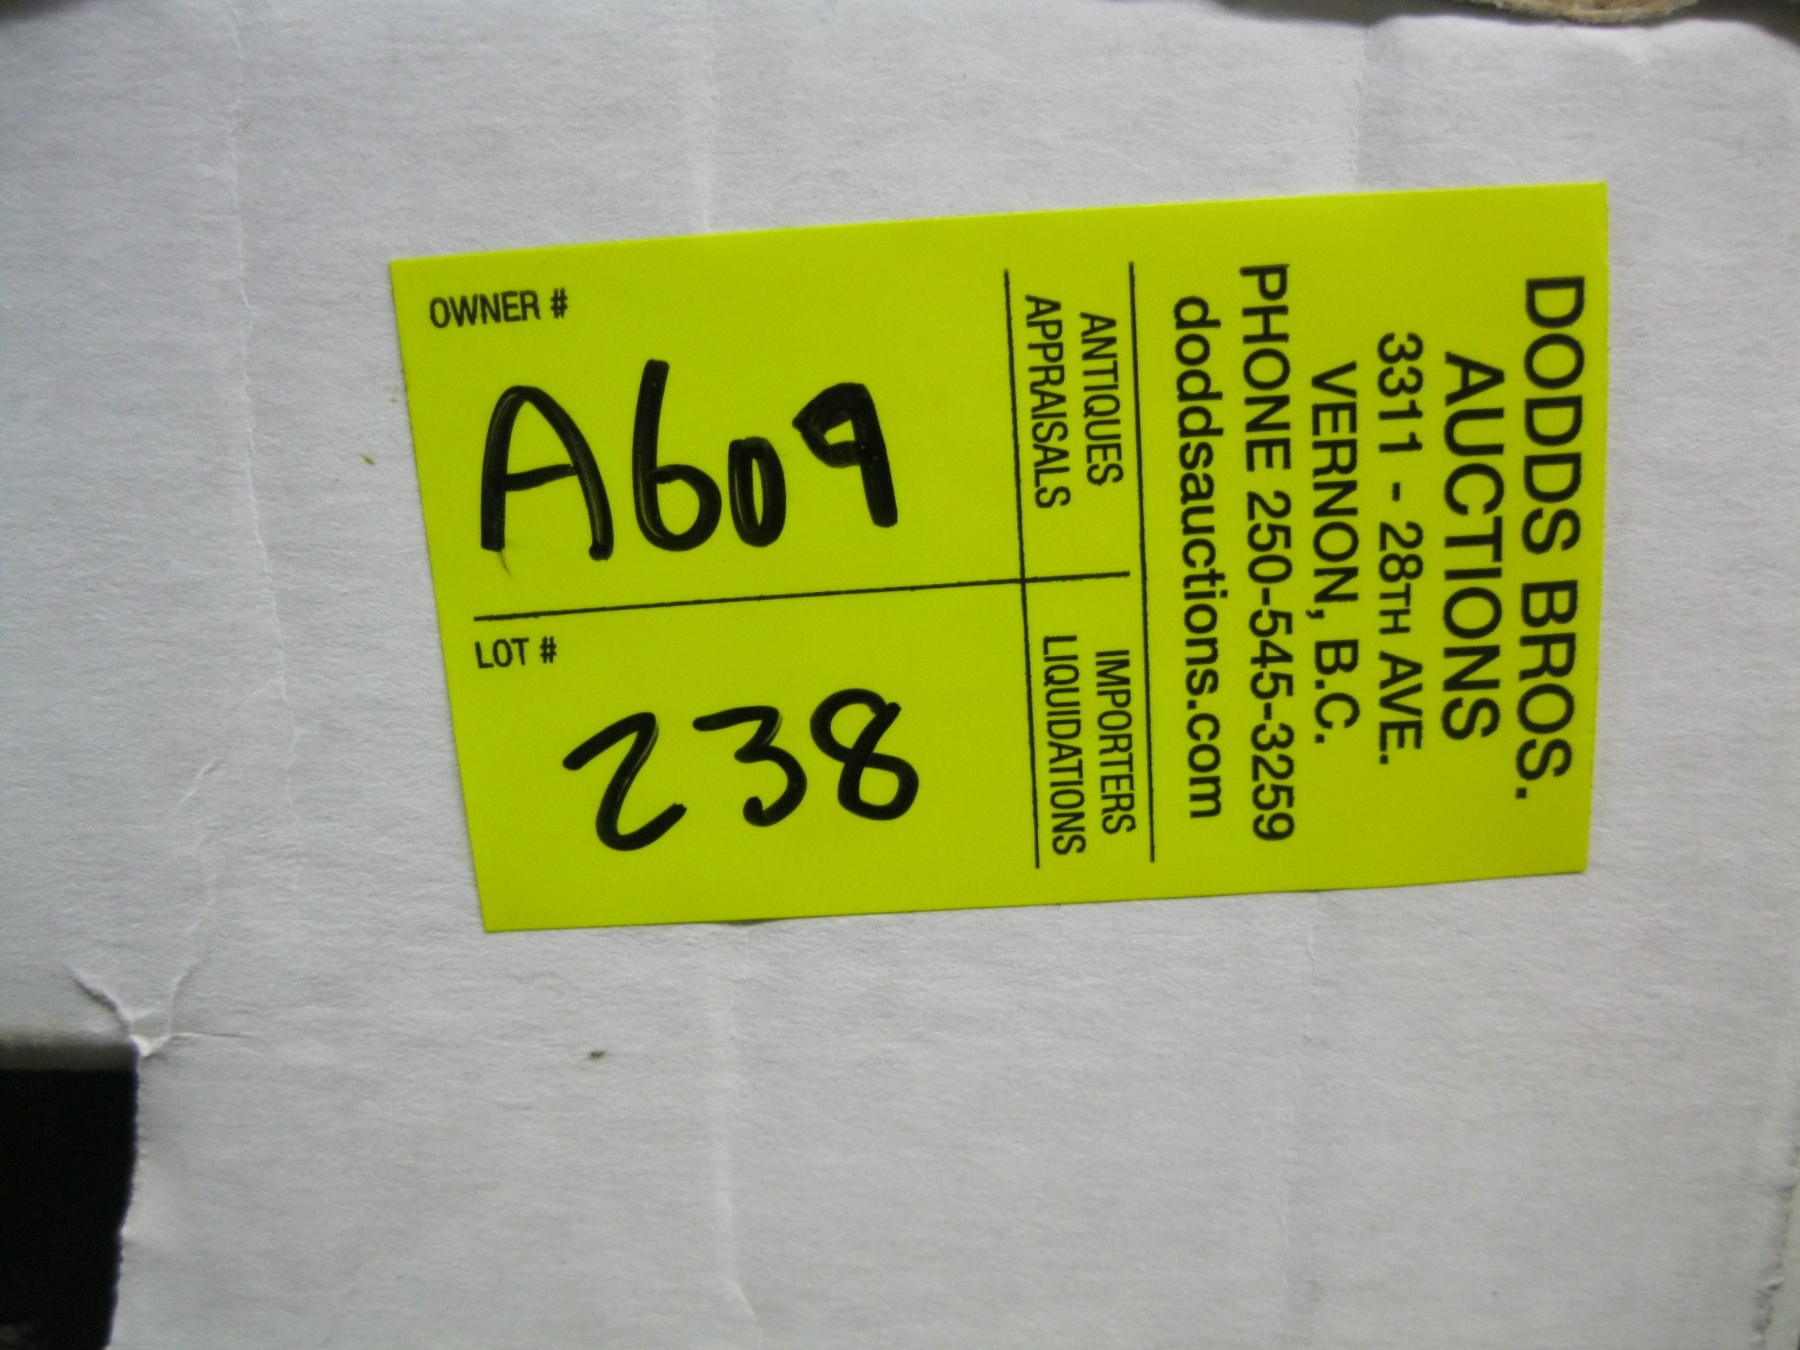 DODDS BROS.
AUCTIONS
3311 - 28TH AVE.
VERNON, B.C.
PHONE 250-545-3259
doddsauctions.com
ANTIQUES
APPRAISALS
IMPORTERS
LIQUIDATIONS
OWNER #
A609
LOT #
238